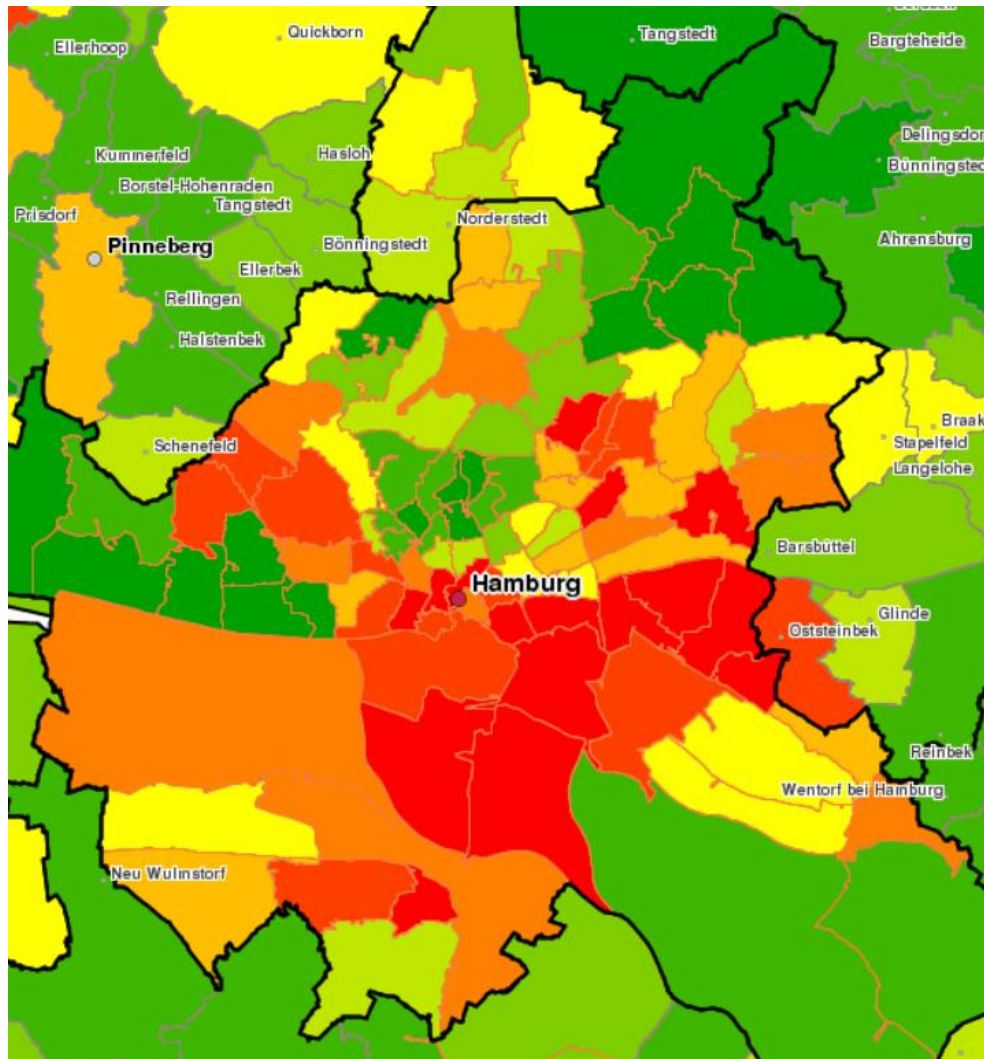 Quickborn
Tangstedt
Ellerhoop
Bargteheide
Delingsdor
Kummerfeld
Hasloh
Bünningsted
Borstel-Hohenraden
Prisdorf
Tangstedt
Norderstedt
Pinneberg
Bönningstedt
Ahrensburg
Ellerbek
Rellingen
Halstenbek
Braak
Schenefeld
Stapelfeld
Langelohe
Barsbüttel
Hamburg
Glinde
Oststeinbek
Reinbek
Wentorf bei Hamburg
Neu Wulmstorf